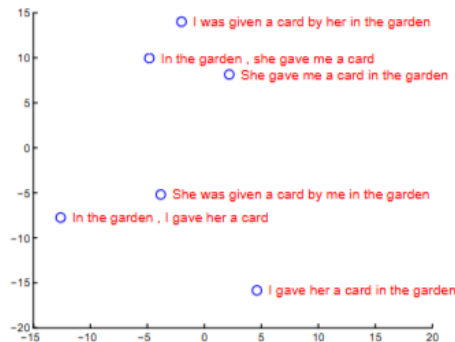 15
I was given a card by her in the garden
10
In the garden , she gave me a card
She gave me a card in the garden
5
0
−5
She was given a card by me in the garden
In the garden , I gave her a card
−10
−15
I gave her a card in the garden
−20
−15 −10 −5 0 5 10 15 20